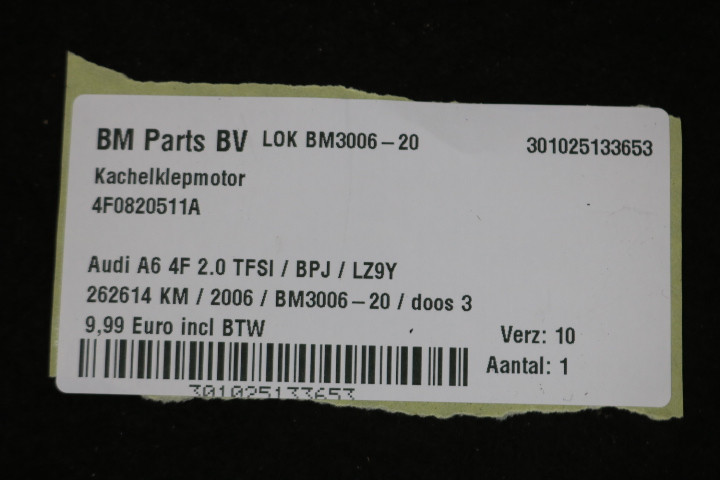 BM Parts BV LOK BM3006-20 301025133653
Kachelklepmotor
4F0820511A
Audi A6 4F 2.0 TFSI / BPJ / LZ9Y
262614 KM / 2006 / BM3006-20 / doos 3
9,99 Euro incl BTW
Verz: 10
Aantal: 1
301025133653